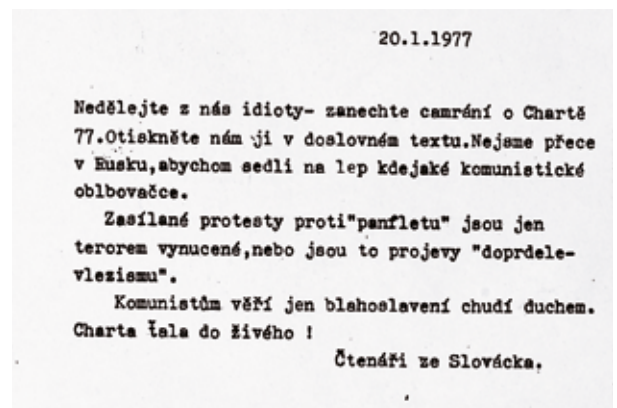 20.1.1977
Nedělejte z nás idioty- zanechte camrání o Chartě
77.Otiskněte nám ji v doslovném textu.Nejsme přece
v Rusku,abychom sedli na lep kdejaké komunistické
oblbovačce.
Zasílané protesty proti"panfletu" jsou jen
terorem vynucené,nebo jsou to projevy "doprdele-
vlezismu".
Komunistům věří jen blahoslavení chudí duchem.
Charta ťala do živého !
Čtenáři ze Slovácka.